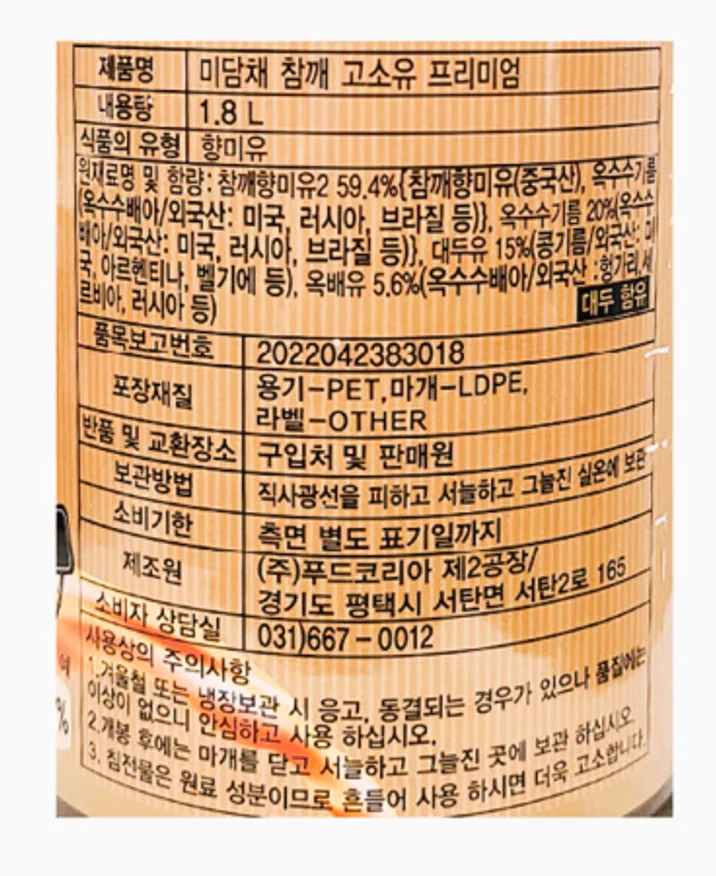 제품명 미담채 참깨 고소유 프리미엄
내용량 1.8 L
식품의 유형 향미유
원재료명 및 함량: 참깨향미유2 59.4%{참깨향미유(중국산), 옥수수기름
(옥수수배아/외국산: 미국, 러시아, 브라질 등)}, 옥수수기름 20%(옥수수
배아/외국산: 미국, 러시아, 브라질 등)}, 대두유 15%(콩기름/외국산: 미
국, 아르헨티나, 벨기에 등), 옥배유 5.6%(옥수수배아/외국산 :헝가리,세
르비아, 러시아 등)
대두 함유
품목보고번호 2022042383018
포장재질 용기-PET,마개-LDPE,
라벨-OTHER
반품 및 교환장소 구입처 및 판매원
보관방법 직사광선을 피하고 서늘하고 그늘진 실온에 보관
소비기한 측면 별도 표기일까지
제조원 (주)푸드코리아 제2공장/
경기도 평택시 서탄면 서탄2로 165
소비자 상담실 031)667-0012
사용상의 주의사항
1.겨울철 또는 냉장보관 시 응고, 동결되는 경우가 있으나 품질에는
이상이 없으니 안심하고 사용 하십시오.
2.개봉 후에는 마개를 닫고 서늘하고 그늘진 곳에 보관 하십시오.
3. 침전물은 원료 성분이므로 흔들어 사용 하시면 더욱 고소합니다.
%